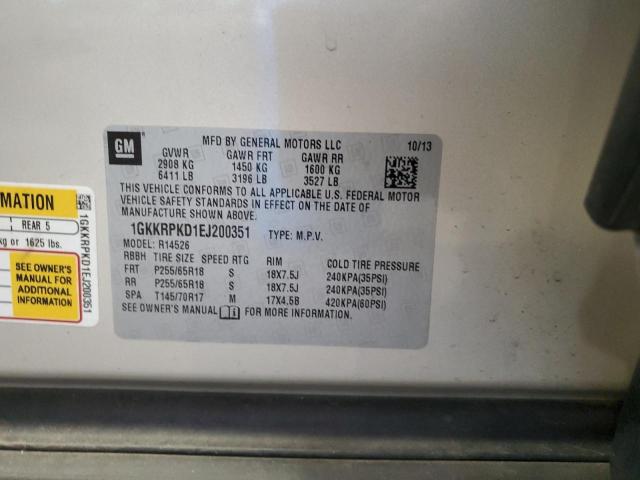 MATION
REAR 5
kg or 1625 lbs.
SEE OWNER'S
MANUAL FOR
ADDITIONAL
INFORMATION
1GKKRPKD1EJ200351
GM
MFD BY GENERAL MOTORS LLC 10/13
GVWR GAWR FRT GAWR RR
2908 KG 1450 KG 1600 KG
6411 LB 3196 LB 3527 LB
THIS VEHICLE CONFORMS TO ALL APPLICABLE U.S. FEDERAL MOTOR
VEHICLE SAFETY STANDARDS IN EFFECT ON THE DATE OF
MANUFACTURE SHOWN ABOVE.
1GKKRPKD1EJ200351 TYPE: M.P.V.
MODEL: R14526
RBBH TIRE SIZE SPEED RTG RIM COLD TIRE PRESSURE
FRT P255/65R18 S 18X7.5J 240KPA(35PSI)
RR P255/65R18 S 18X7.5J 240KPA(35PSI)
SPA T145/70R17 M 17X4.5B 420KPA(60PSI)
SEE OWNER'S MANUAL FOR MORE INFORMATION.